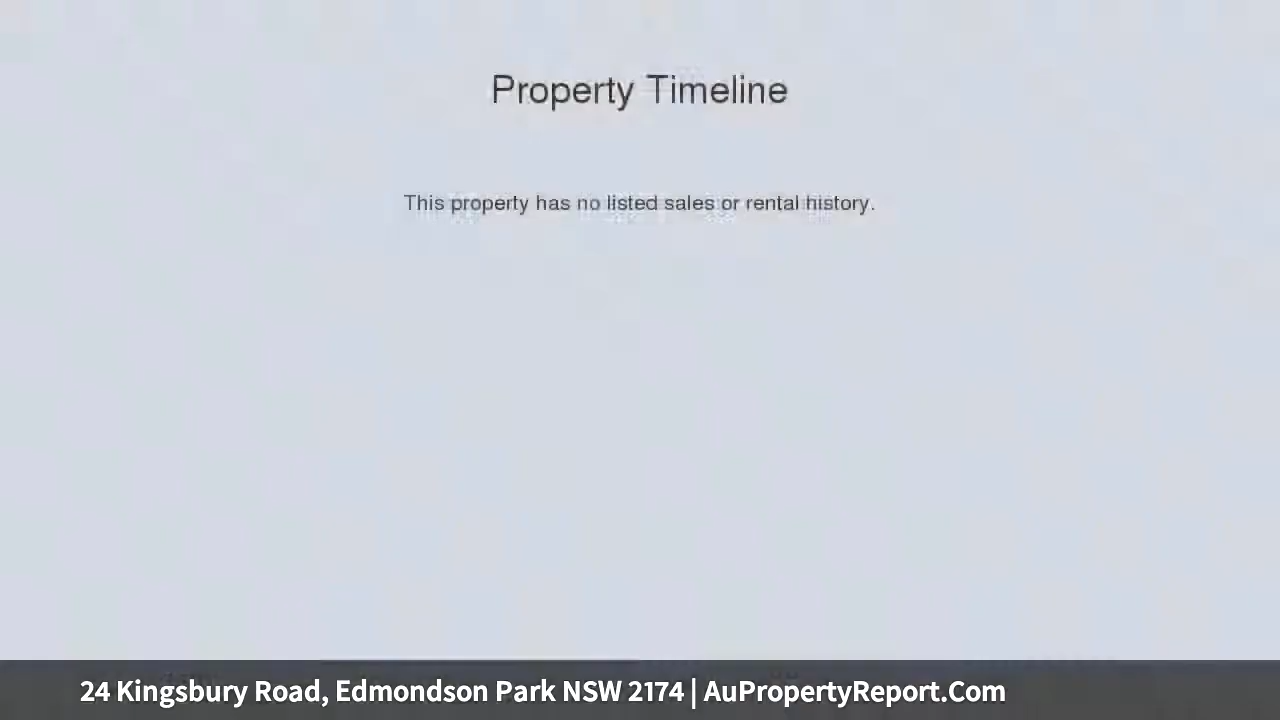 Property Timeline
This property has no listed sales or rental history.
24 Kingsbury Road, Edmondson Park NSW 2174 | AuPropertyReport.Com